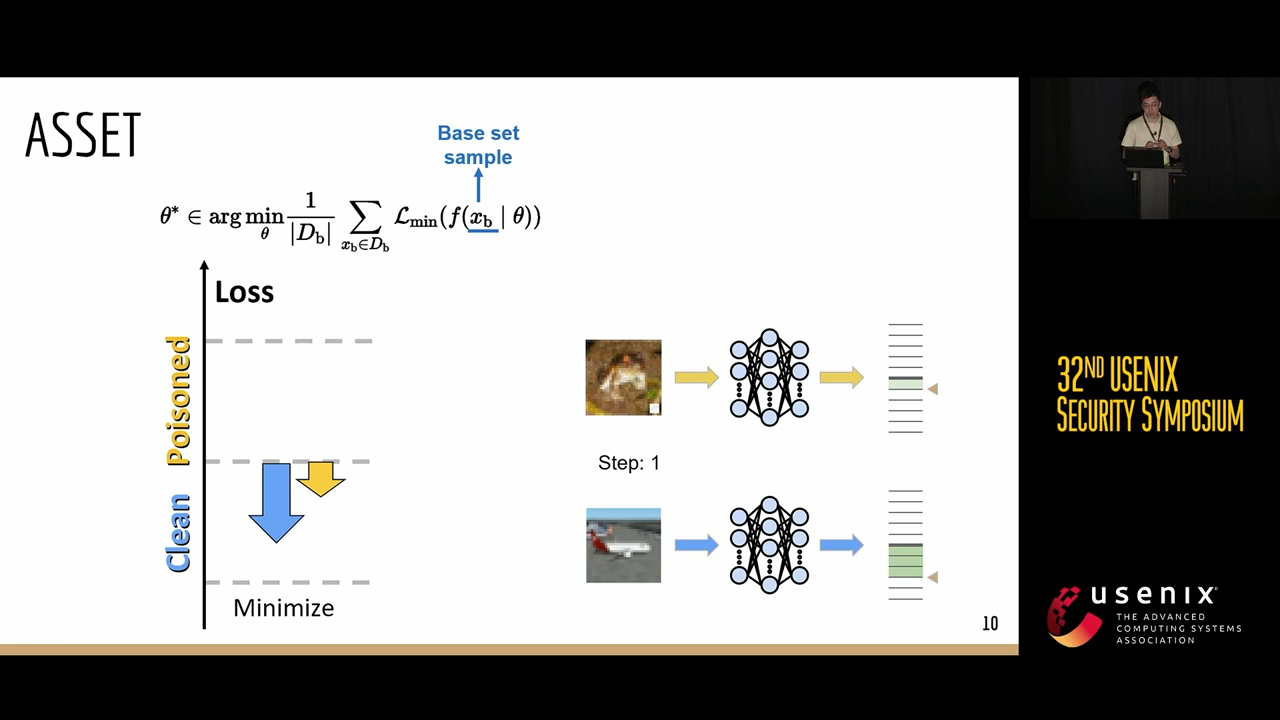 ASSET
Base set
sample
θ* ∈ arg min_θ 1/|D_b| ∑_{x_b∈D_b} ℒ_min(f(x_b | θ))
Loss
Poisoned
Clean
Step: 1
Minimize
10
32ND USENIX
SECURITY SYMPOSIUM
usenix
THE ADVANCED
COMPUTING SYSTEMS
ASSOCIATION